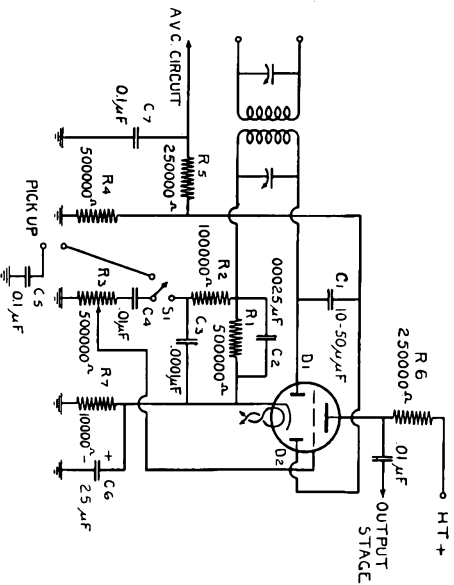 A.V.C. CIRCUIT
C7
0.1µF
R5
250000Ω
R4
500000Ω
PICK UP
C5
0.1µF
R3
500000Ω
C4
.01µF
S1
R2
100000Ω
C3
.0001µF
.00025µF
C2
R1
500000Ω
C1
10-50µµF
D1
D2
R6
250000Ω
HT+
.01µF
OUTPUT
STAGE
R7
10000Ω
+
-
C6
25µF